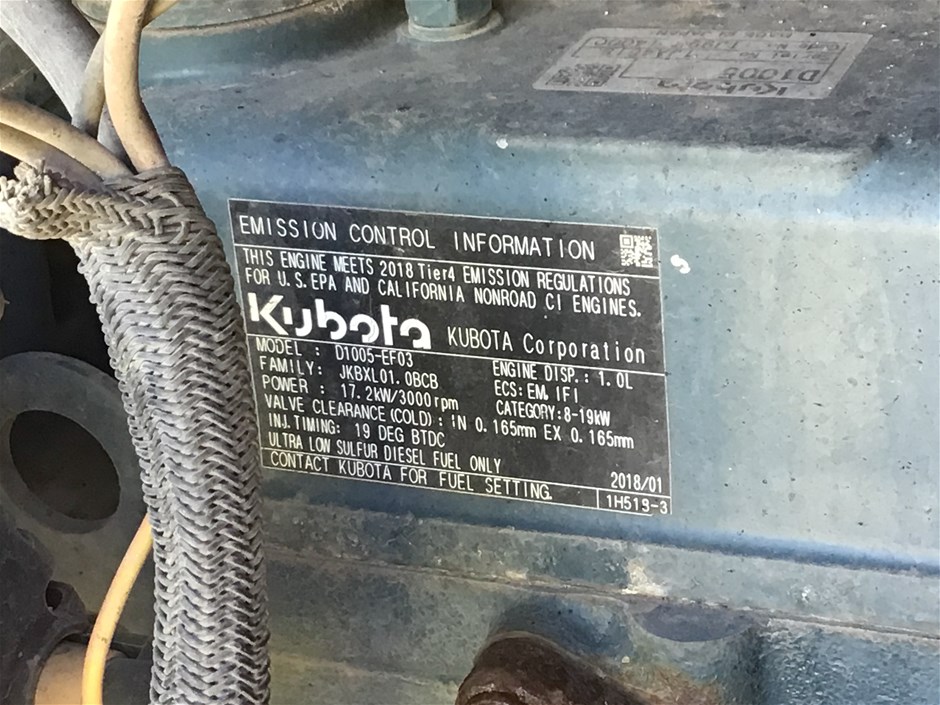 Kubota
D1005
EMISSION CONTROL INFORMATION
THIS ENGINE MEETS 2018 Tier4 EMISSION REGULATIONS
FOR U.S.EPA AND CALIFORNIA NONROAD CI ENGINES.
Kubota KUBOTA Corporation
MODEL : D1005-EF03 ENGINE DISP.: 1.0L
FAMILY: JKBXL01.0BCB ECS: EM, IFI
POWER : 17.2kW/3000rpm CATEGORY:8-19kW
VALVE CLEARANCE(COLD): IN 0.165mm EX 0.165mm
INJ.TIMING: 19 DEG BTDC
ULTRA LOW SULFUR DIESEL FUEL ONLY 2018/01
CONTACT KUBOTA FOR FUEL SETTING. 1H513-3